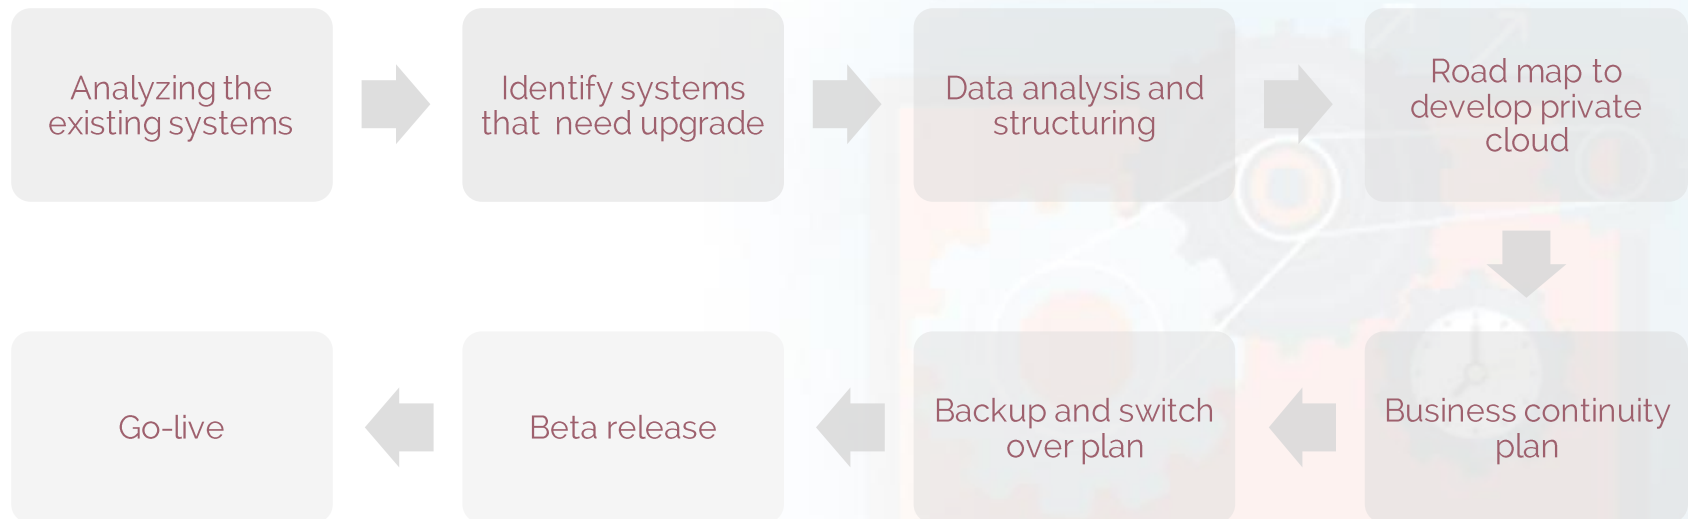 Analyzing the
existing systems
Identify systems
that  need upgrade
Data analysis and
structuring
Road map to
develop private
cloud
Business continuity
plan
Backup and switch
over plan
Beta release
Go-live